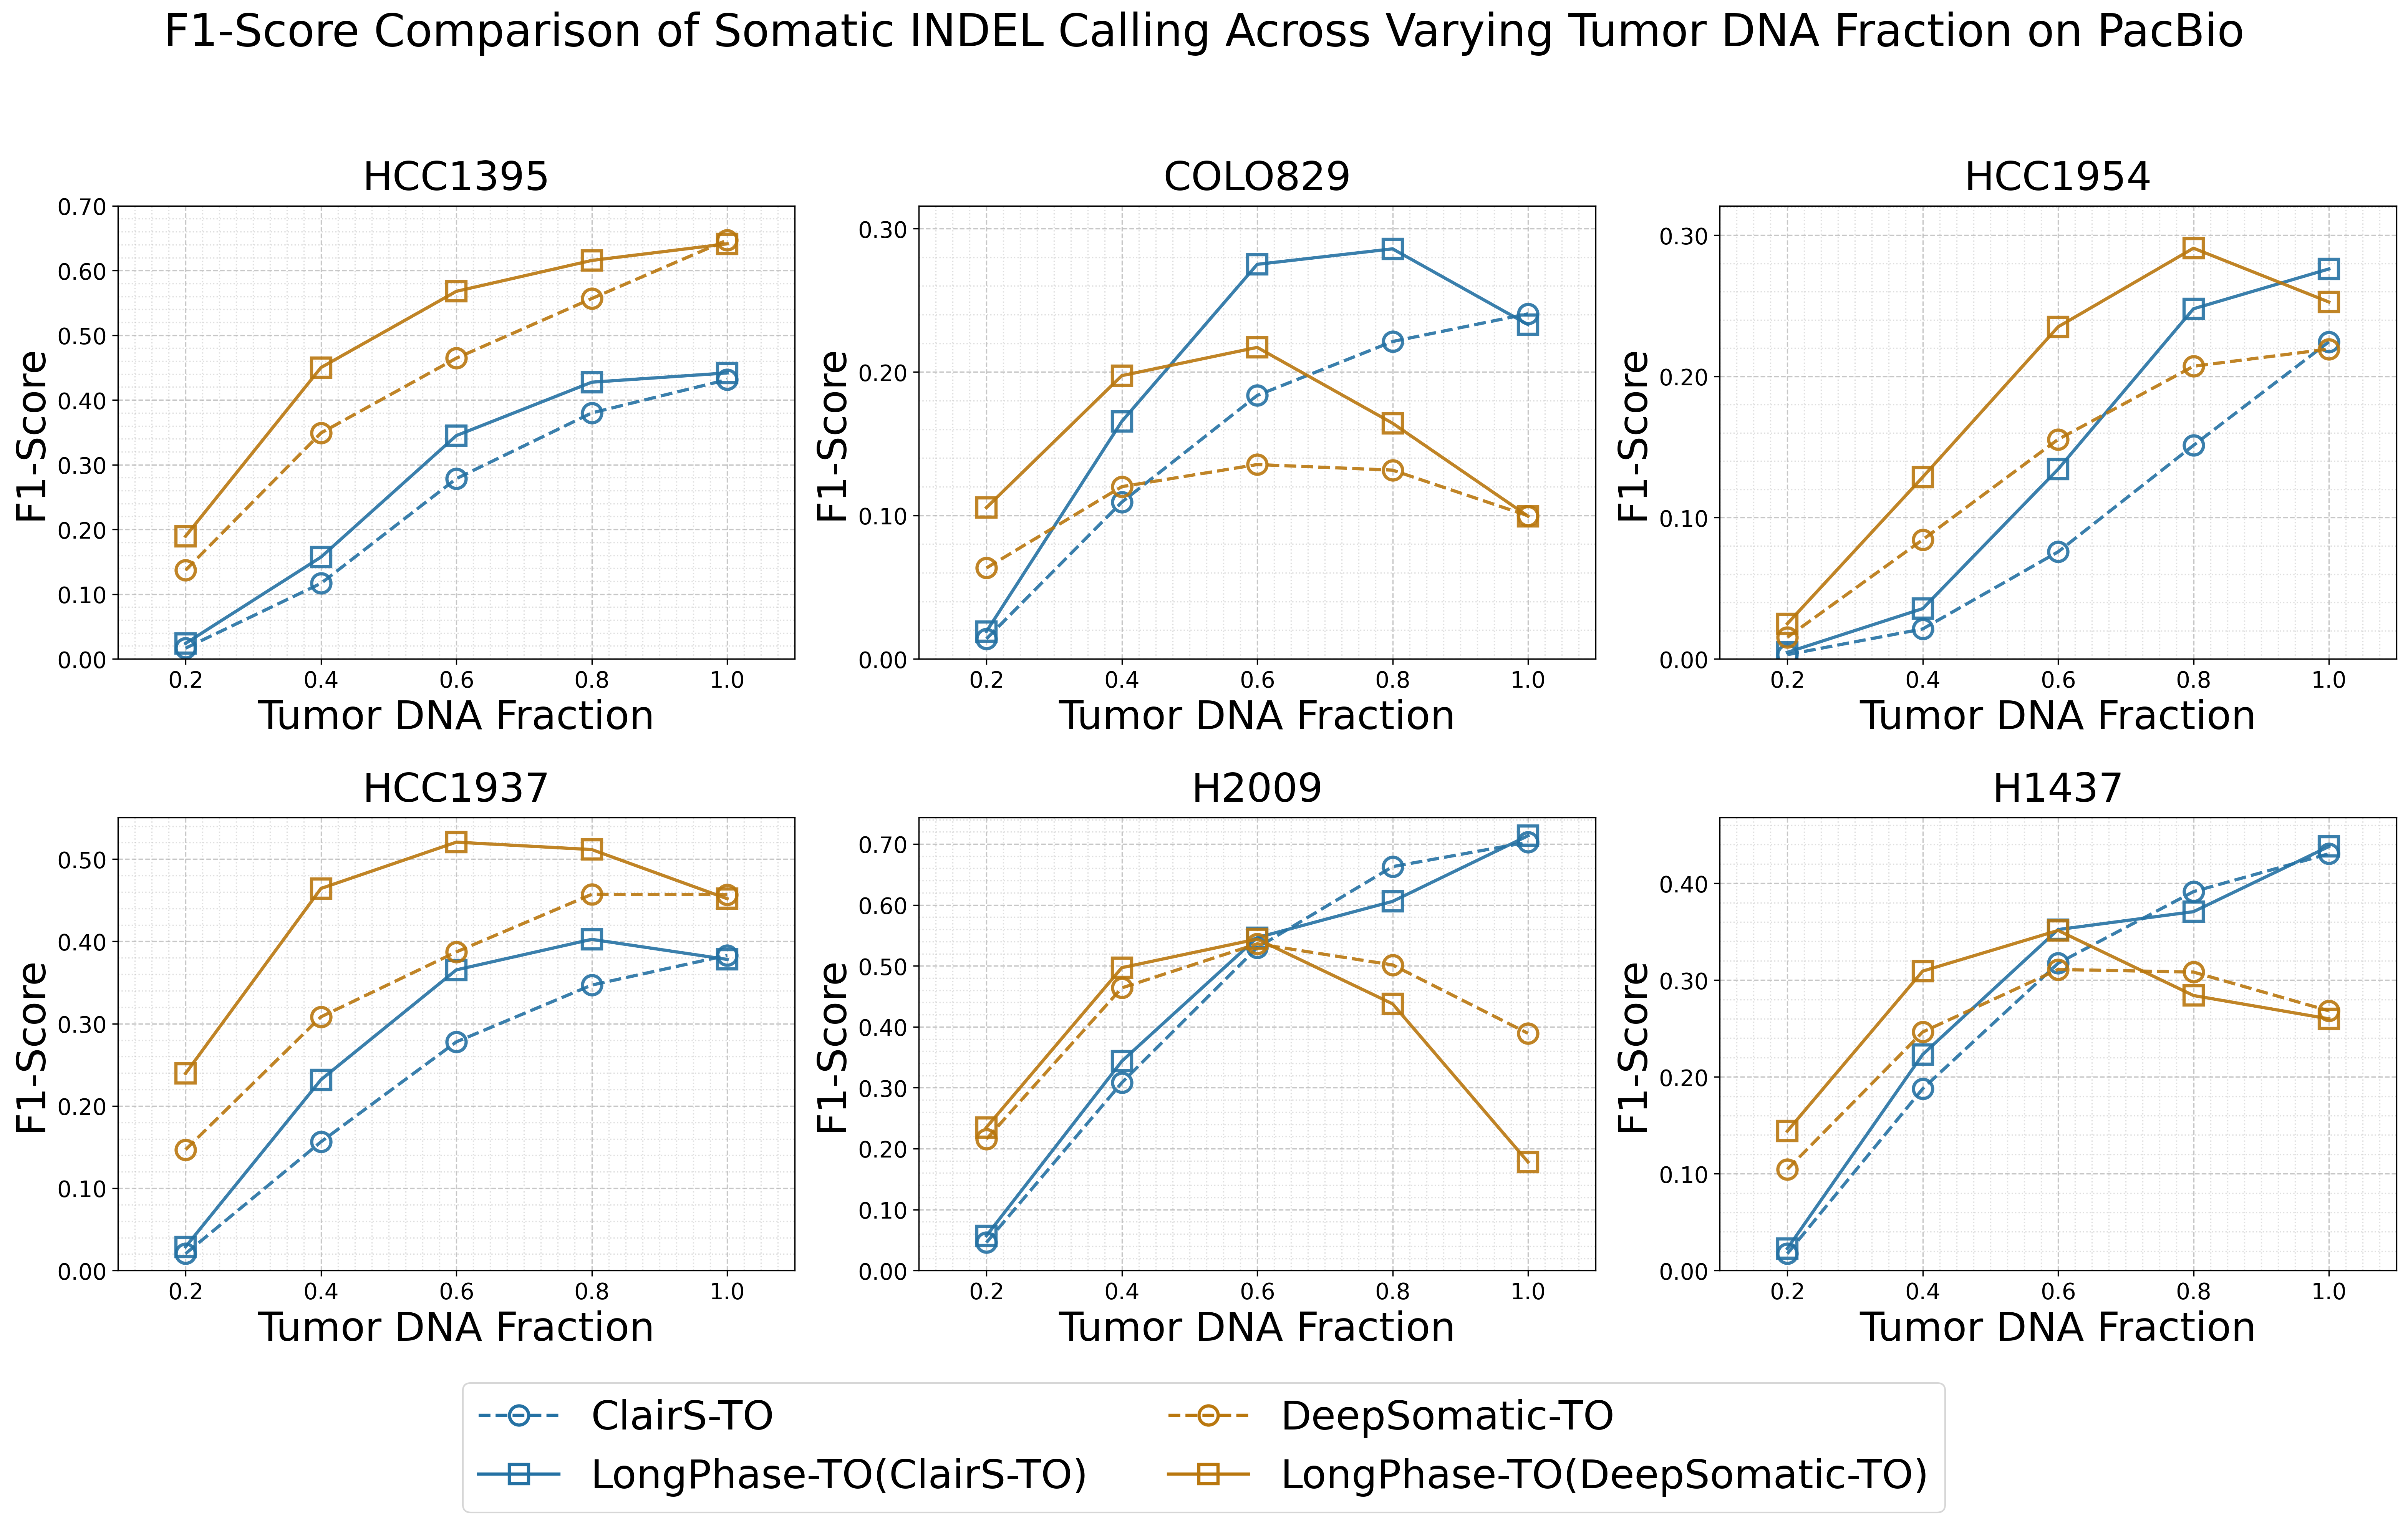 F1-Score Comparison of Somatic INDEL Calling Across Varying Tumor DNA Fraction on PacBio
HCC1395
F1-Score
0.70
0.60
0.50
0.40
0.30
0.20
0.10
0.00
0.2 0.4 0.6 0.8 1.0
Tumor DNA Fraction
COLO829
F1-Score
0.30
0.20
0.10
0.00
0.2 0.4 0.6 0.8 1.0
Tumor DNA Fraction
HCC1954
F1-Score
0.30
0.20
0.10
0.00
0.2 0.4 0.6 0.8 1.0
Tumor DNA Fraction
HCC1937
F1-Score
0.50
0.40
0.30
0.20
0.10
0.00
0.2 0.4 0.6 0.8 1.0
Tumor DNA Fraction
H2009
F1-Score
0.70
0.60
0.50
0.40
0.30
0.20
0.10
0.00
0.2 0.4 0.6 0.8 1.0
Tumor DNA Fraction
H1437
F1-Score
0.40
0.30
0.20
0.10
0.00
0.2 0.4 0.6 0.8 1.0
Tumor DNA Fraction
ClairS-TO
LongPhase-TO(ClairS-TO)
DeepSomatic-TO
LongPhase-TO(DeepSomatic-TO)